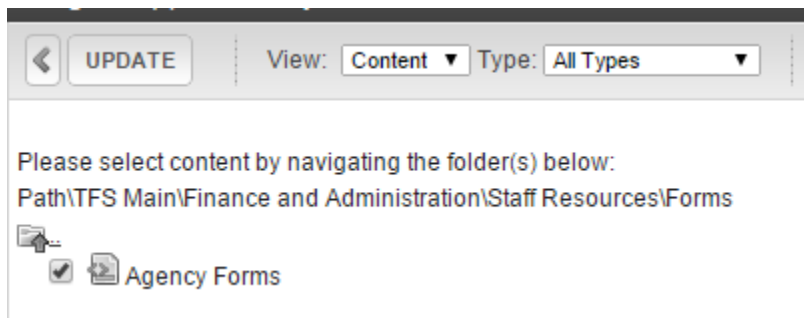 UPDATE View: Content Type: All Types
Please select content by navigating the folder(s) below:
Path\TFS Main\Finance and Administration\Staff Resources\Forms
..
Agency Forms